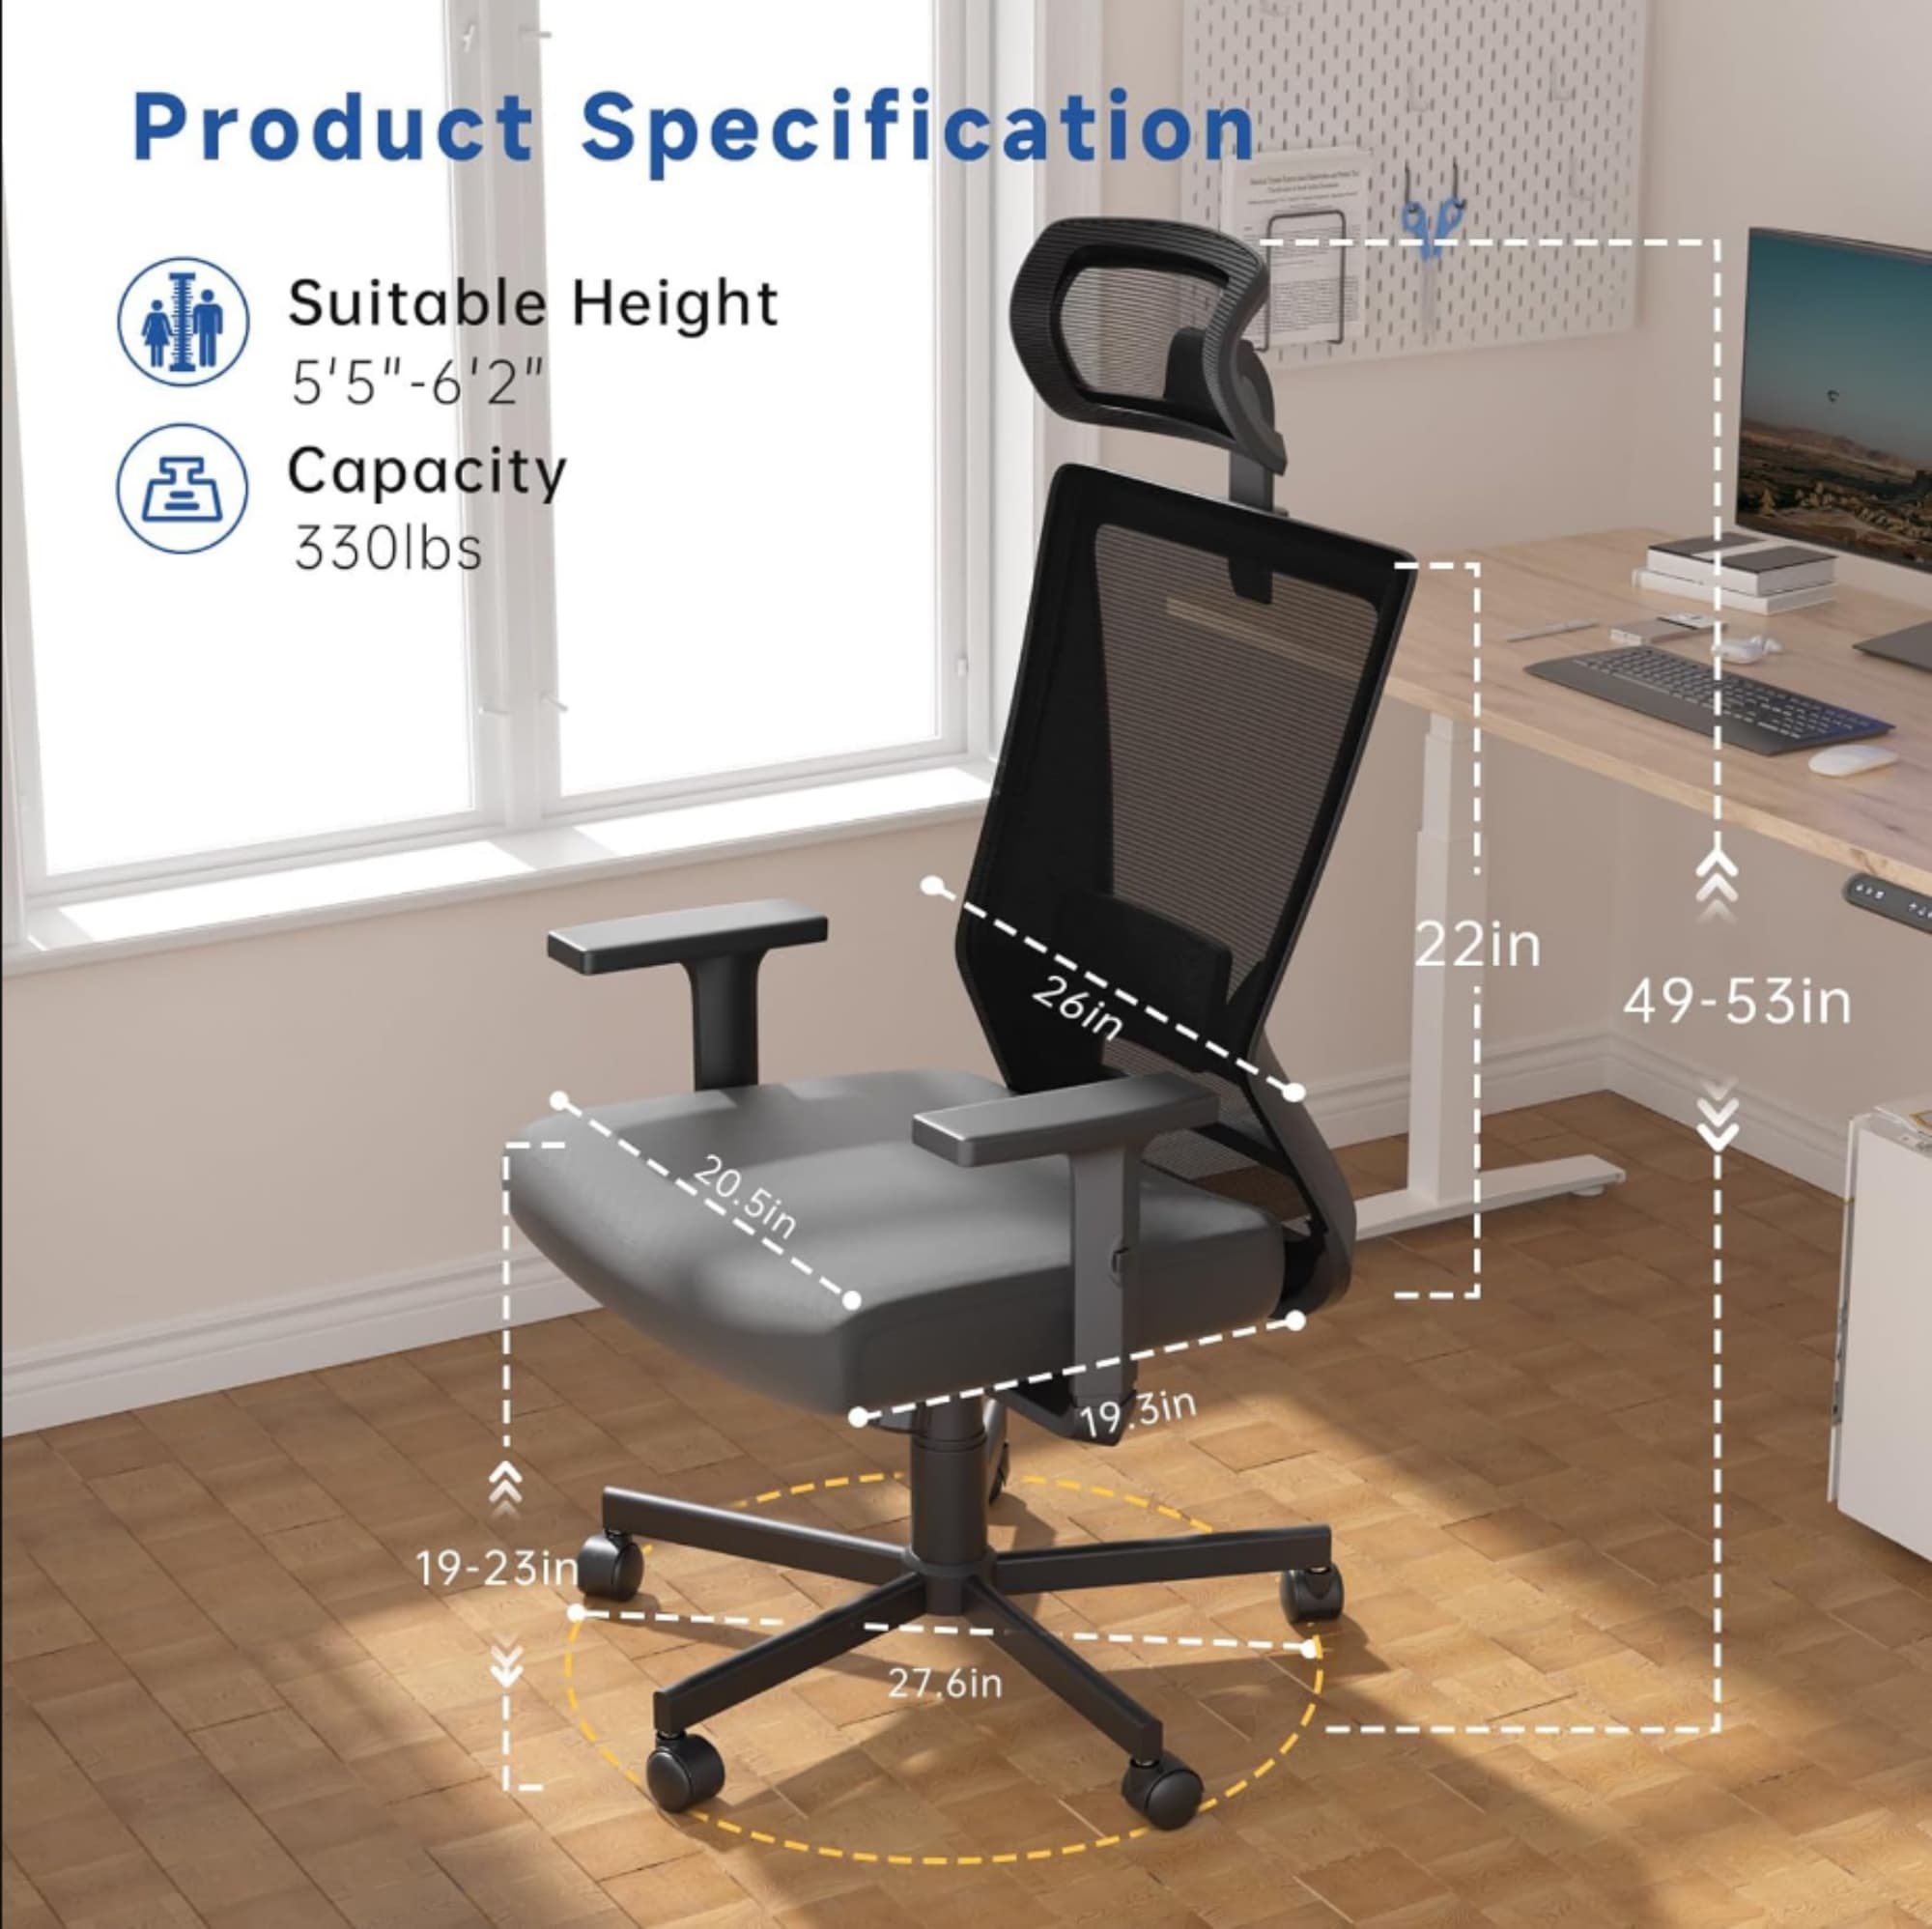 Product Specification
Suitable Height
5'5"-6'2"
Capacity
330lbs
22in
49-53in
26in
20.5in
19.3in
19-23in
27.6in